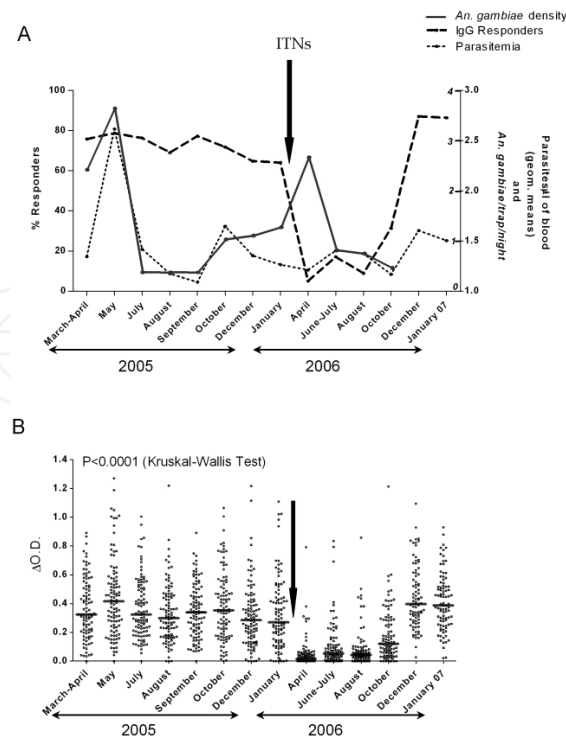 An. gambiae density
IgG Responders
Parasitemia
A
ITNs
% Responders
100
80
60
40
20
0
4
3
2
1
0
3.0
2.5
2.0
1.5
1.0
An. gambiae/trap/night
and
Parasites/µl of blood
(geom. means)
March-April
May
July
August
September
October
December
January
April
June-July
August
October
December
January 07
2005
2006
B
P<0.0001 (Kruskal-Wallis Test)
ΔO.D.
1.4
1.2
1.0
0.8
0.6
0.4
0.2
0.0
March-April
May
July
August
September
October
December
January
April
June-July
August
October
December
January 07
2005
2006